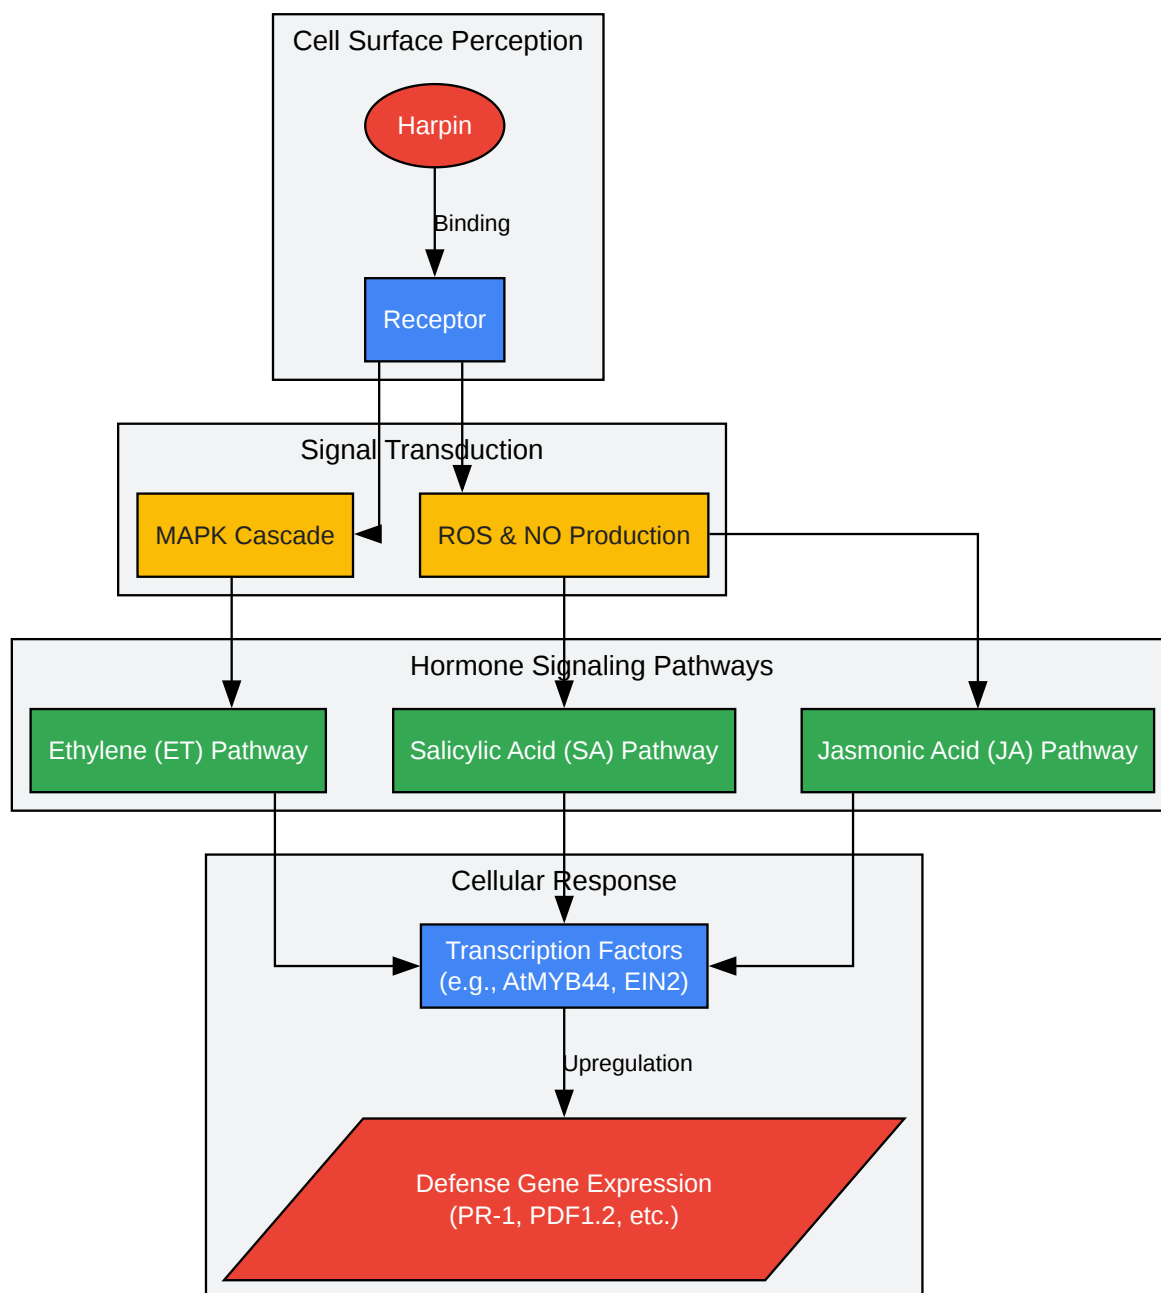 Cell Surface Perception
Harpin
Binding
Receptor
Signal Transduction
MAPK Cascade
ROS & NO Production
Hormone Signaling Pathways
Ethylene (ET) Pathway
Salicylic Acid (SA) Pathway
Jasmonic Acid (JA) Pathway
Cellular Response
Transcription Factors
(e.g., AtMYB44, EIN2)
Upregulation
Defense Gene Expression
(PR-1, PDF1.2, etc.)